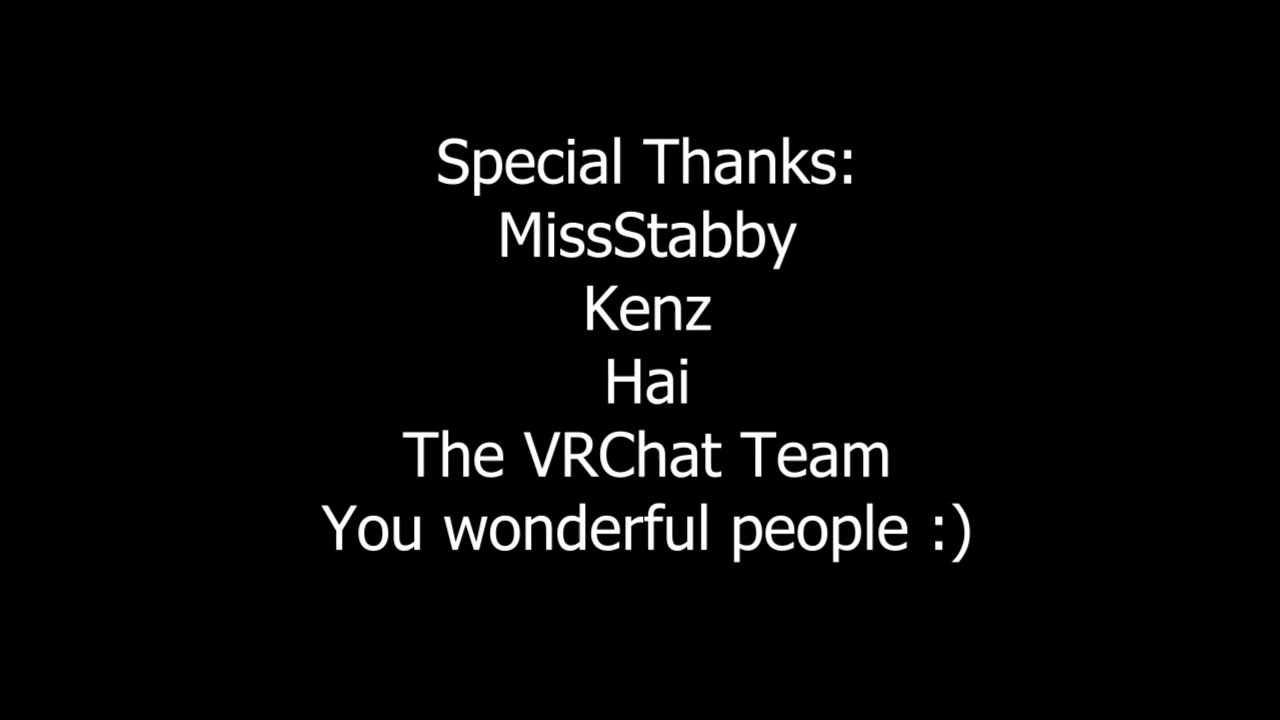 Special Thanks:
MissStabby
Kenz
Hai
The VRChat Team
You wonderful people :)